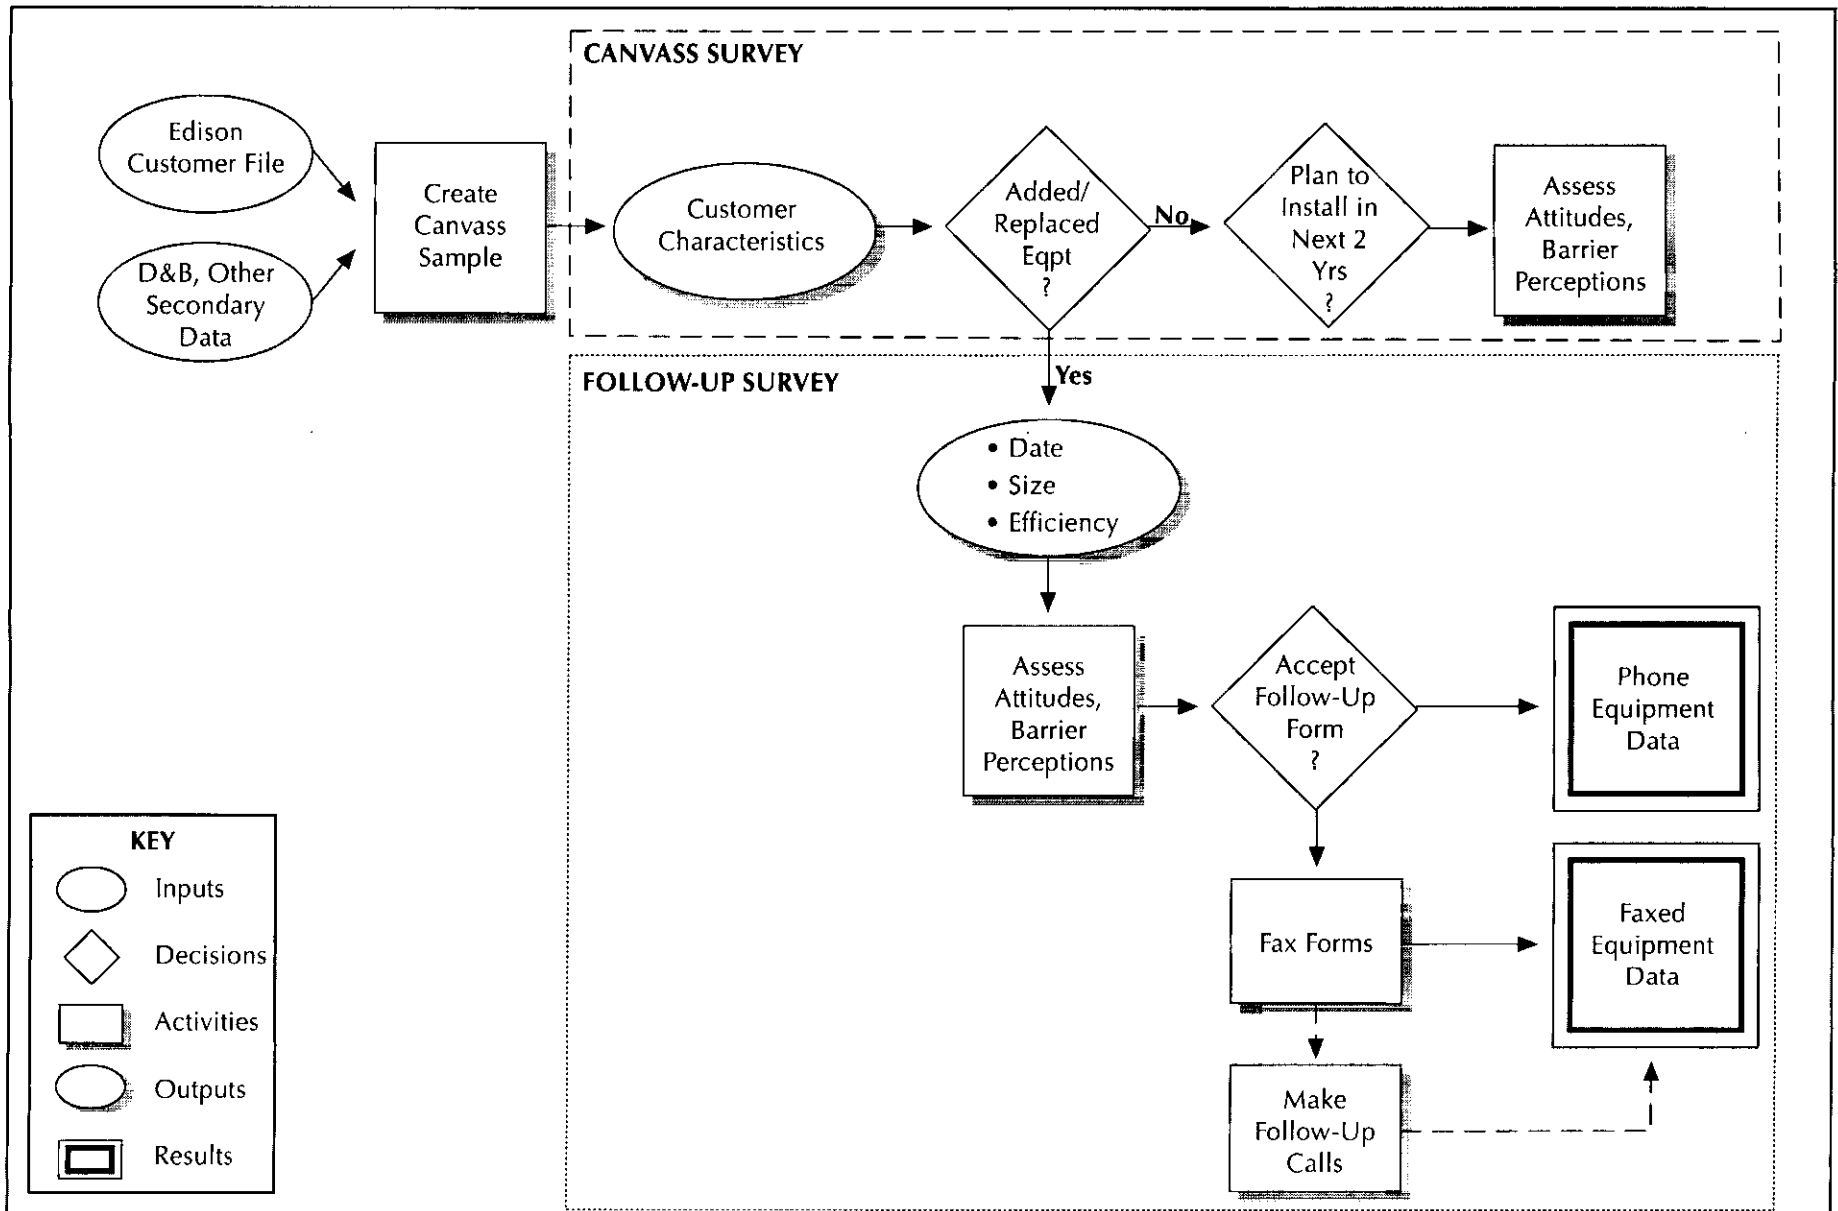 CANVASS SURVEY
Edison
Customer File
D&B, Other
Secondary
Data
Create
Canvass
Sample
Customer
Characteristics
Added/
Replaced
Eqpt
?
No
Plan to
Install in
Next 2
Yrs
?
Assess
Attitudes,
Barrier
Perceptions
FOLLOW-UP SURVEY
Yes
• Date
• Size
• Efficiency
Assess
Attitudes,
Barrier
Perceptions
Accept
Follow-Up
Form
?
Phone
Equipment
Data
Fax Forms
Faxed
Equipment
Data
Make
Follow-Up
Calls
KEY
Inputs
Decisions
Activities
Outputs
Results